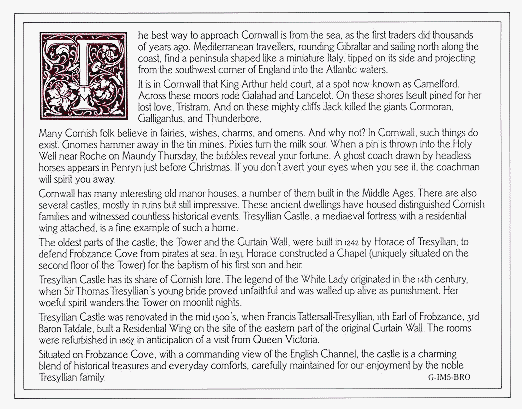 The best way to approach Cornwall is from the sea, as the first traders did thousands
of years ago. Mediterranean travellers, rounding Gibraltar and sailing north along the
coast, find a peninsula shaped like a miniature Italy, tipped on its side and projecting
from the southwest corner of England into the Atlantic waters.
It is in Cornwall that King Arthur held court, at a spot now known as Camelford.
Across these moors rode Galahad and Lancelot. On these shores Iseult pined for her
lost love, Tristram. And on these mighty cliffs Jack killed the giants Cormoran,
Galligantus, and Thunderbore.
Many Cornish folk believe in fairies, wishes, charms, and omens. And why not? In Cornwall, such things do
exist. Gnomes hammer away in the tin mines. Pixies turn the milk sour. When a pin is thrown into the Holy
Well near Roche on Maundy Thursday, the bubbles reveal your fortune. A ghost coach drawn by headless
horses appears in Penryn just before Christmas. If you don't avert your eyes when you see it, the coachman
will spirit you away.
Cornwall has many interesting old manor houses, a number of them built in the Middle Ages. There are also
several castles, mostly in ruins but still impressive. These ancient dwellings have housed distinguished Cornish
families and witnessed countless historical events. Tresyllian Castle, a mediaeval fortress with a residential
wing attached, is a fine example of such a home.
The oldest parts of the castle, the Tower and the Curtain Wall, were built in 1242 by Horace of Tresyllian, to
defend Frobzance Cove from pirates at sea. In 1251, Horace constructed a Chapel (uniquely situated on the
second floor of the Tower) for the baptism of his first son and heir.
Tresyllian Castle has its share of Cornish lore. The legend of the White Lady originated in the 14th century,
when Sir Thomas Tresyllian's young bride proved unfaithful and was walled up alive as punishment. Her
woeful spirit wanders the Tower on moonlit nights.
Tresyllian Castle was renovated in the mid 1500's, when Francis Tattersall-Tresyllian, 11th Earl of Frobzance, 3rd
Baron Tatdale, built a Residential Wing on the site of the eastern part of the original Curtain Wall. The rooms
were refurbished in 1867 in anticipation of a visit from Queen Victoria.
Situated on Frobzance Cove, with a commanding view of the English Channel, the castle is a charming
blend of historical treasures and everyday comforts, carefully maintained for our enjoyment by the noble
Tresyllian family.
G-IM5-BRO